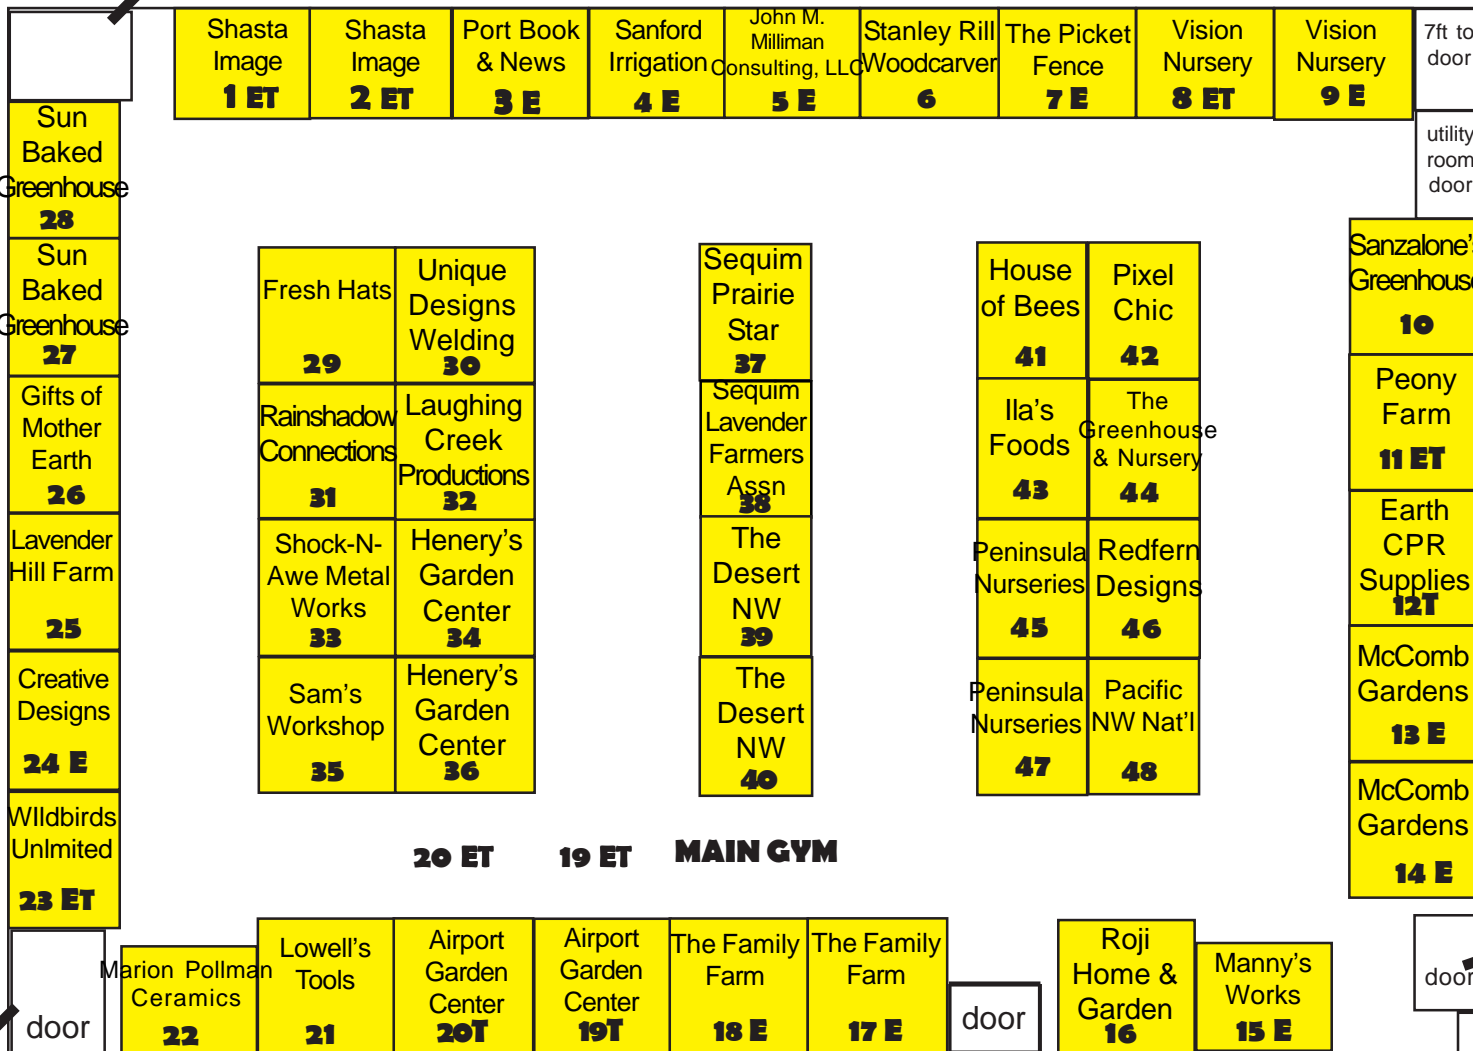 Shasta
Image
1 ET
Shasta
Image
2 ET
Port Book
& News
3 E
Sanford
Irrigation
4 E
John M.
Milliman
Consulting, LLC
5 E
Stanley Rill
Woodcarver
6
The Picket
Fence
7 E
Vision
Nursery
8 ET
Vision
Nursery
9 E
7ft to
door
utility
room
door
Sun
Baked
Greenhouse
28
Sun
Baked
Greenhouse
27
Gifts of
Mother
Earth
26
Lavender
Hill Farm
25
Creative
Designs
24 E
WIldbirds
Unlmited
23 ET
door
Fresh Hats
29
Unique
Designs
Welding
30
Rainshadow
Connections
31
Laughing
Creek
Productions
32
Shock-N-
Awe Metal
Works
33
Henery's
Garden
Center
34
Sam's
Workshop
35
Henery's
Garden
Center
36
Sequim
Prairie
Star
37
Sequim
Lavender
Farmers
Assn
38
The
Desert
NW
39
The
Desert
NW
40
House
of Bees
41
Pixel
Chic
42
Ila's
Foods
43
The
Greenhouse
& Nursery
44
Peninsula
Nurseries
45
Redfern
Designs
46
Peninsula
Nurseries
47
Pacific
NW Nat'l
48
Sanzalone's
Greenhouse
10
Peony
Farm
11 ET
Earth
CPR
Supplies
12T
McComb
Gardens
13 E
McComb
Gardens
14 E
20 ET
19 ET
MAIN GYM
Marion Pollman
Ceramics
22
Lowell's
Tools
21
Airport
Garden
Center
20T
Airport
Garden
Center
19T
The Family
Farm
18 E
The Family
Farm
17 E
door
Roji
Home &
Garden
16
Manny's
Works
15 E
door